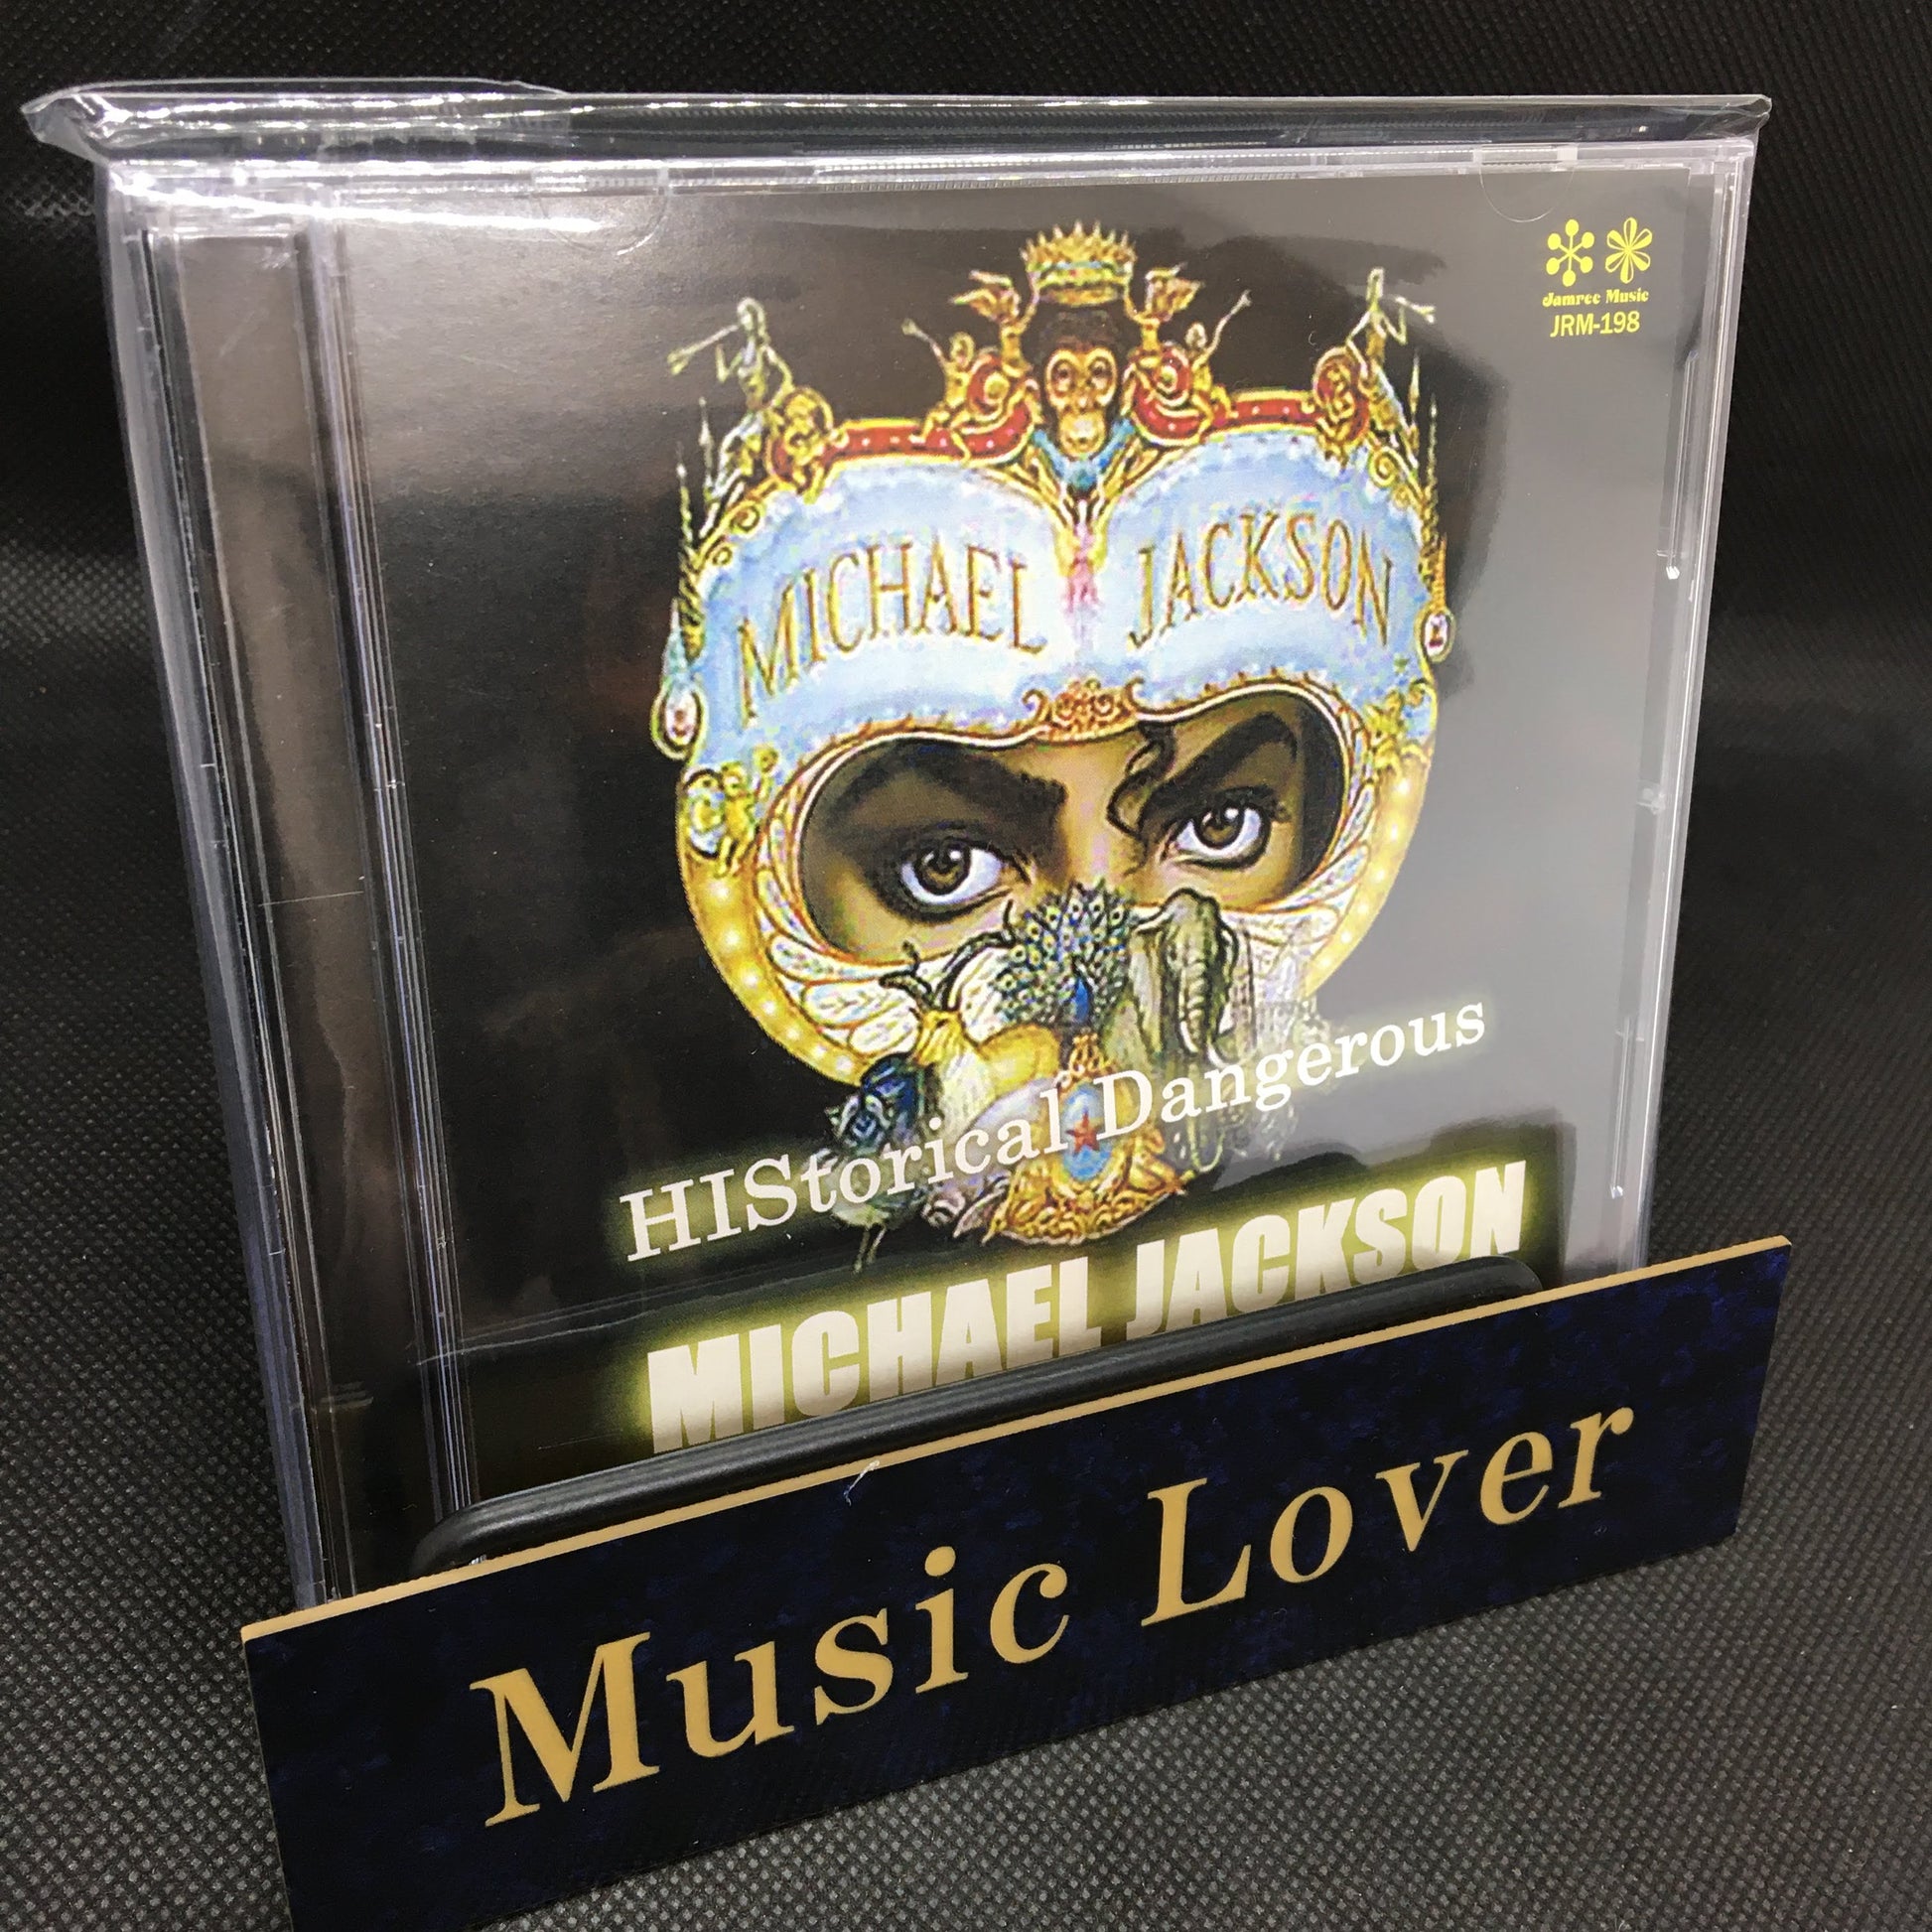 Jamree Music
JRM-198
MICHAEL JACKSON
HIStorical Dangerous
MICHAEL JACKSON
Music Lover